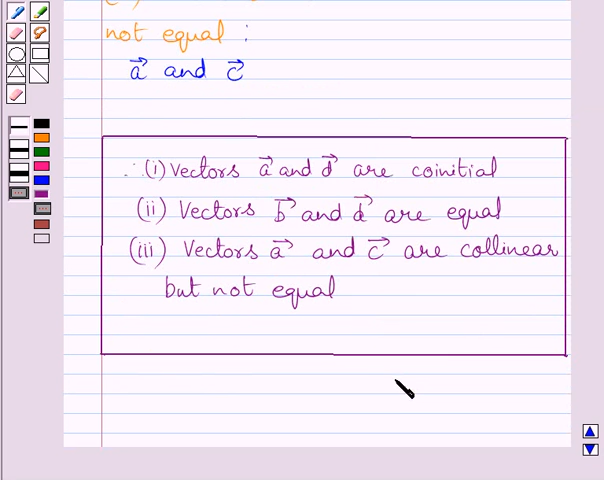 not equal :
a⃗ and c⃗
∴ (i) Vectors a⃗ and d⃗ are coinitial
(ii) Vectors b⃗ and d⃗ are equal
(iii) Vectors a⃗ and c⃗ are collinear
but not equal